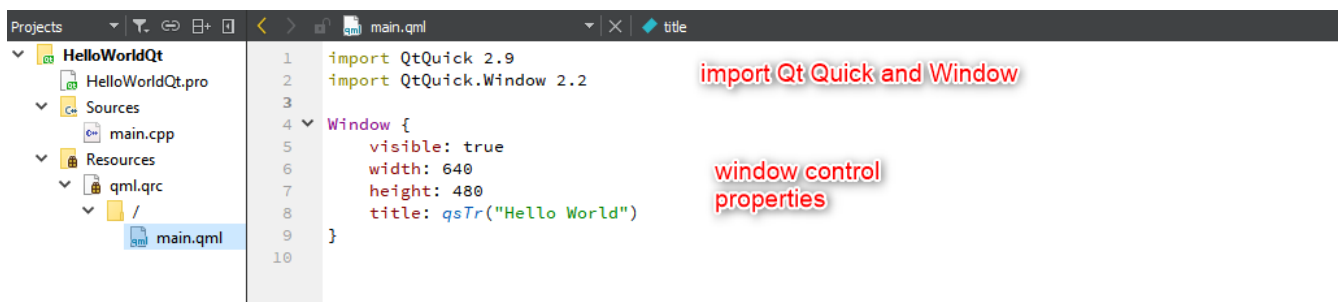 Projects main.qml title
HelloWorldQt
HelloWorldQt.pro
Sources
main.cpp
Resources
qml.qrc
/
main.qml
1 import QtQuick 2.9
2 import QtQuick.Window 2.2
3
4 Window {
5 visible: true
6 width: 640
7 height: 480
8 title: qsTr("Hello World")
9 }
10
import Qt Quick and Window
window control
properties